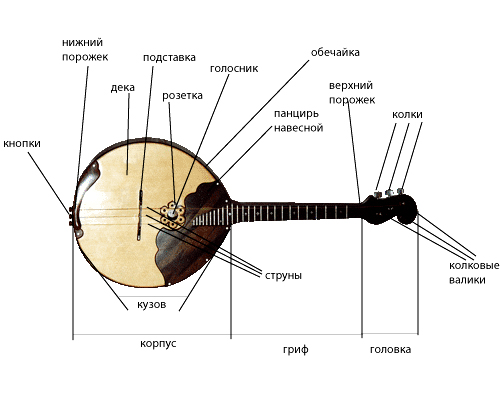 нижний
порожек
подставка
обечайка
голосник
дека
розетка
верхний
порожек
панцирь
навесной
колки
кнопки
струны
колковые
валики
кузов
корпус
гриф
головка